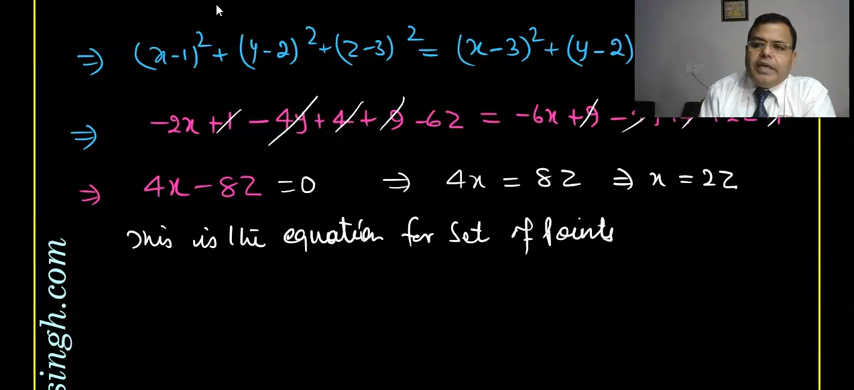 ⇒ (x-1)² + (y-2)² + (z-3)² = (x-3)² + (y-2)
⇒ -2x + 1 - 4y + 4 + 9 - 6z = -6x + 9
⇒ 4x - 8z = 0 ⇒ 4x = 8z ⇒ x = 2z
This is the equation for set of points
singh.com